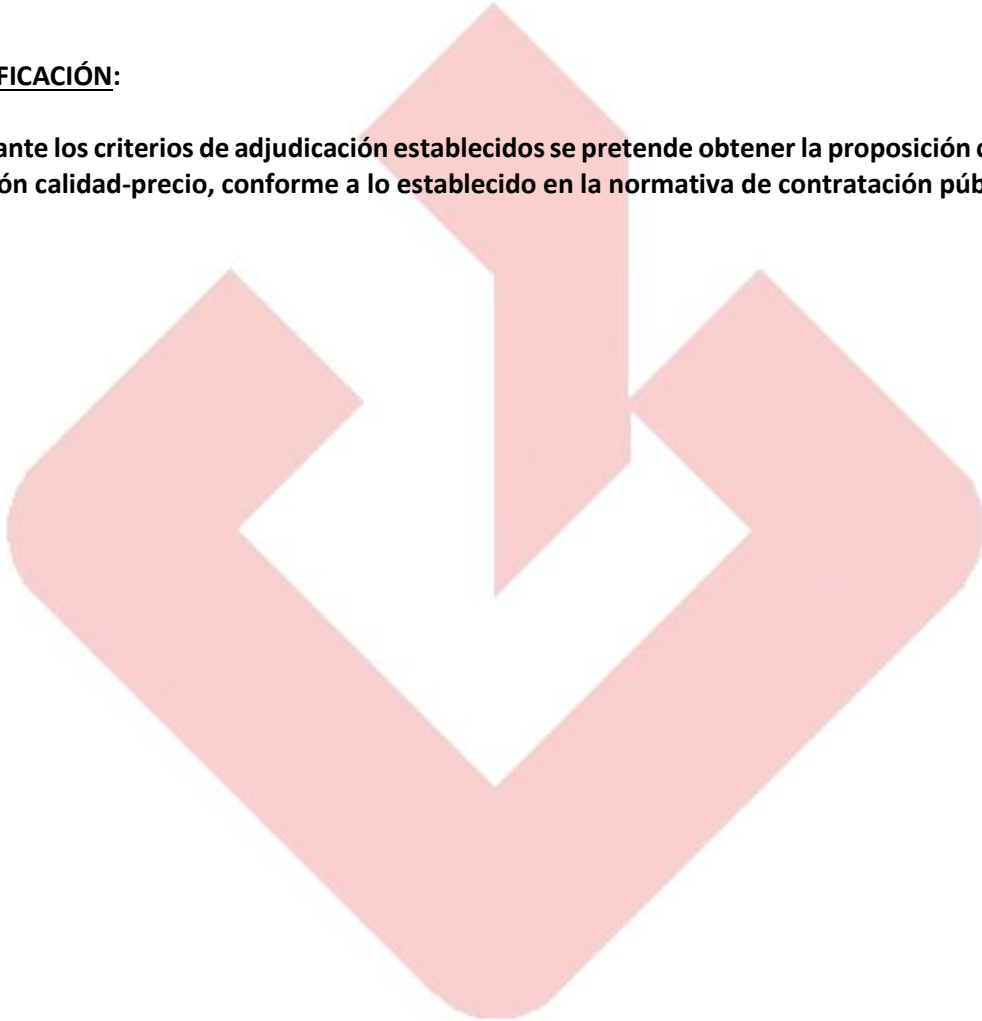 FICACIÓN:
ante los criterios de adjudicación establecidos se pretende obtener la proposición c
ón calidad-precio, conforme a lo establecido en la normativa de contratación púb